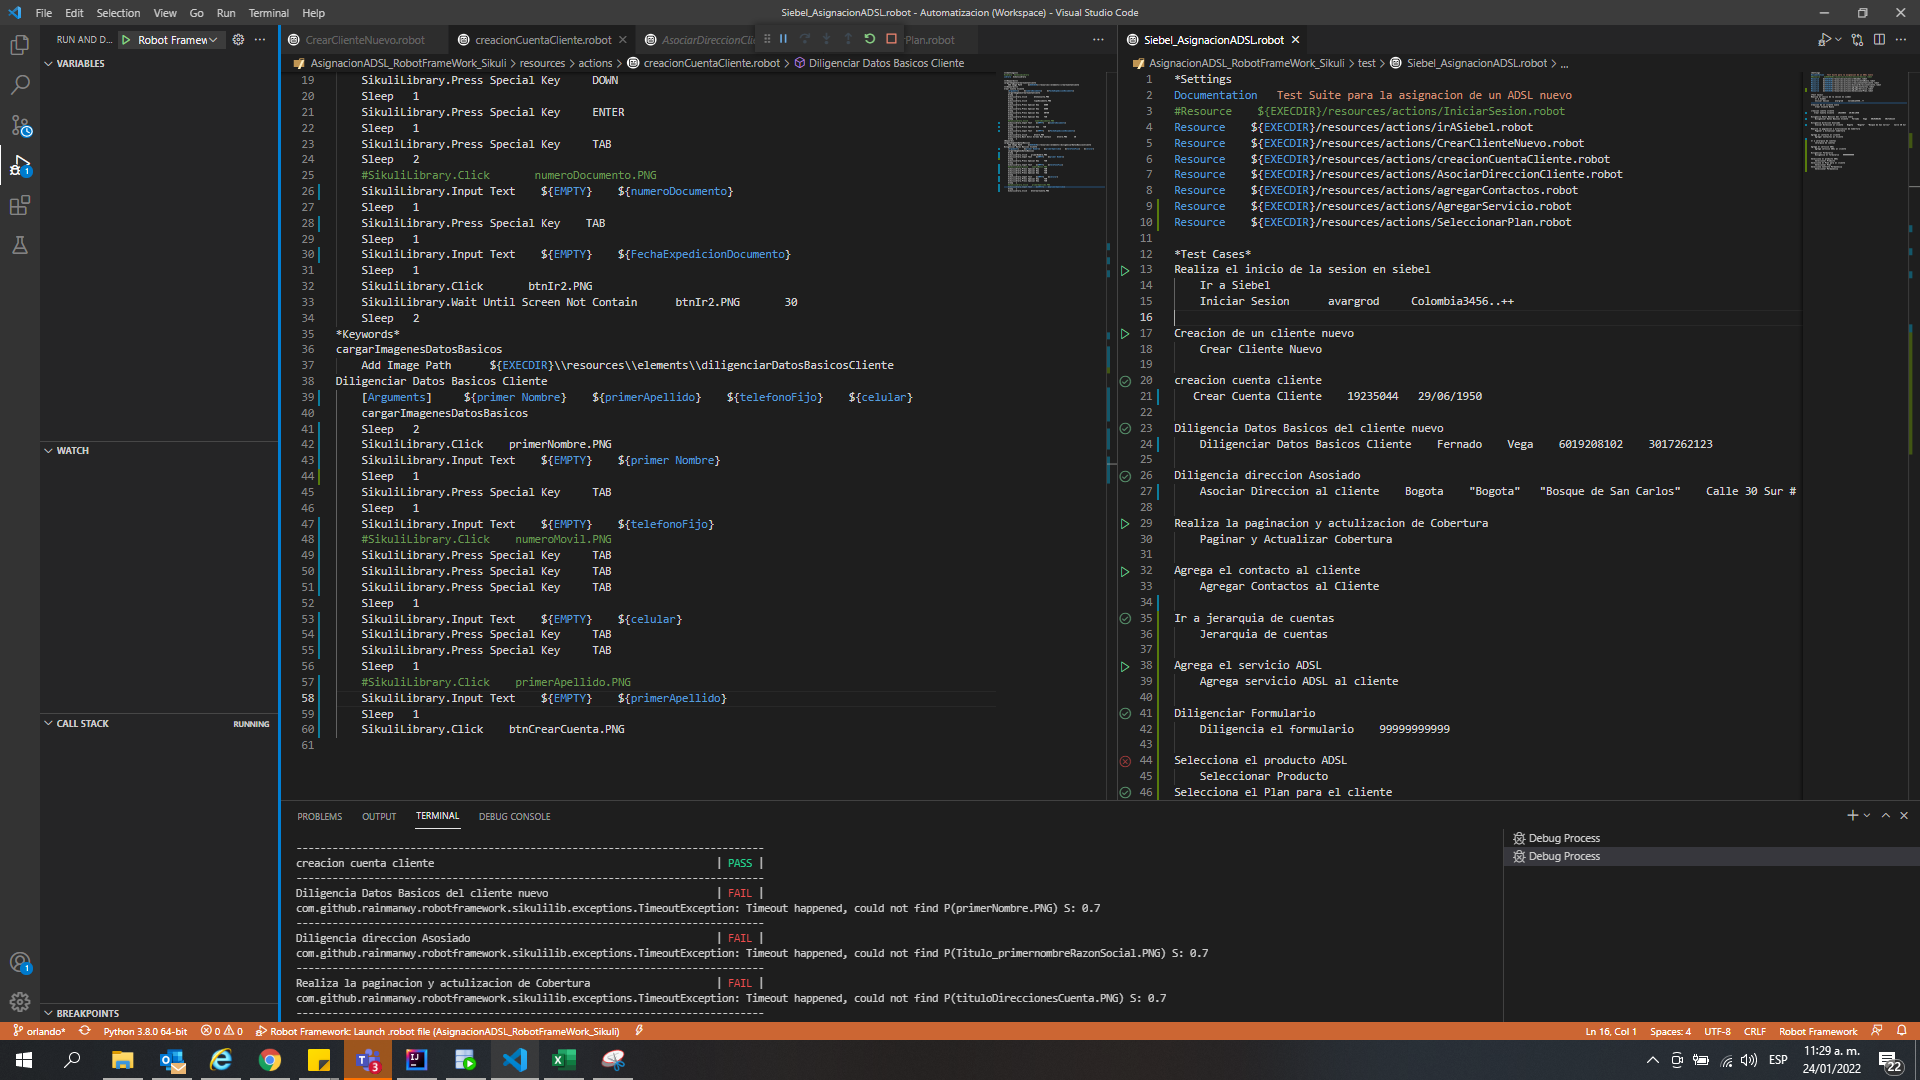 File Edit Selection View Go Run Terminal Help
Siebel_AsignacionADSL.robot - Automatizacion (Workspace) - Visual Studio Code
RUN AND D... Robot Framew
CrearClienteNuevo.robot creacionCuentaCliente.robot AsociarDireccionCli Plan.robot
Siebel_AsignacionADSL.robot
VARIABLES
WATCH
CALL STACK RUNNING
BREAKPOINTS
AsignacionADSL_RobotFrameWork_Sikuli > resources > actions > creacionCuentaCliente.robot > Diligenciar Datos Basicos Cliente
19 SikuliLibrary.Press Special Key DOWN
20 Sleep 1
21 SikuliLibrary.Press Special Key ENTER
22 Sleep 1
23 SikuliLibrary.Press Special Key TAB
24 Sleep 2
25 #SikuliLibrary.Click numeroDocumento.PNG
26 SikuliLibrary.Input Text ${EMPTY} ${numeroDocumento}
27 Sleep 1
28 SikuliLibrary.Press Special Key TAB
29 Sleep 1
30 SikuliLibrary.Input Text ${EMPTY} ${FechaExpedicionDocumento}
31 Sleep 1
32 SikuliLibrary.Click btnIr2.PNG
33 SikuliLibrary.Wait Until Screen Not Contain btnIr2.PNG 30
34 Sleep 2
35 *Keywords*
36 cargarImagenesDatosBasicos
37 Add Image Path ${EXECDIR}\\resources\\elements\\diligenciarDatosBasicosCliente
38 Diligenciar Datos Basicos Cliente
39 [Arguments] ${primer Nombre} ${primerApellido} ${telefonoFijo} ${celular}
40 cargarImagenesDatosBasicos
41 Sleep 2
42 SikuliLibrary.Click primerNombre.PNG
43 SikuliLibrary.Input Text ${EMPTY} ${primer Nombre}
44 Sleep 1
45 SikuliLibrary.Press Special Key TAB
46 Sleep 1
47 SikuliLibrary.Input Text ${EMPTY} ${telefonoFijo}
48 #SikuliLibrary.Click numeroMovil.PNG
49 SikuliLibrary.Press Special Key TAB
50 SikuliLibrary.Press Special Key TAB
51 SikuliLibrary.Press Special Key TAB
52 Sleep 1
53 SikuliLibrary.Input Text ${EMPTY} ${celular}
54 SikuliLibrary.Press Special Key TAB
55 SikuliLibrary.Press Special Key TAB
56 Sleep 1
57 #SikuliLibrary.Click primerApellido.PNG
58 SikuliLibrary.Input Text ${EMPTY} ${primerApellido}
59 Sleep 1
60 SikuliLibrary.Click btnCrearCuenta.PNG
61
AsignacionADSL_RobotFrameWork_Sikuli > test > Siebel_AsignacionADSL.robot > ...
1 *Settings
2 Documentation Test Suite para la asignacion de un ADSL nuevo
3 #Resource ${EXECDIR}/resources/actions/IniciarSesion.robot
4 Resource ${EXECDIR}/resources/actions/irASiebel.robot
5 Resource ${EXECDIR}/resources/actions/CrearClienteNuevo.robot
6 Resource ${EXECDIR}/resources/actions/creacionCuentaCliente.robot
7 Resource ${EXECDIR}/resources/actions/AsociarDireccionCliente.robot
8 Resource ${EXECDIR}/resources/actions/agregarContactos.robot
9 Resource ${EXECDIR}/resources/actions/AgregarServicio.robot
10 Resource ${EXECDIR}/resources/actions/SeleccionarPlan.robot
11
12 *Test Cases*
13 Realiza el inicio de la sesion en siebel
14 Ir a Siebel
15 Iniciar Sesion avargrod Colombia3456..++
16
17 Creacion de un cliente nuevo
18 Crear Cliente Nuevo
19
20 creacion cuenta cliente
21 Crear Cuenta Cliente 19235044 29/06/1950
22
23 Diligencia Datos Basicos del cliente nuevo
24 Diligenciar Datos Basicos Cliente Fernado Vega 6019208102 3017262123
25
26 Diligencia direccion Asosiado
27 Asociar Direccion al cliente Bogota "Bogota" "Bosque de San Carlos" Calle 30 Sur #
28
29 Realiza la paginacion y actulizacion de Cobertura
30 Paginar y Actualizar Cobertura
31
32 Agrega el contacto al cliente
33 Agregar Contactos al Cliente
34
35 Ir a jerarquia de cuentas
36 Jerarquia de cuentas
37
38 Agrega el servicio ADSL
39 Agrega servicio ADSL al cliente
40
41 Diligenciar Formulario
42 Diligencia el formulario 99999999999
43
44 Selecciona el producto ADSL
45 Seleccionar Producto
46 Selecciona el Plan para el cliente
PROBLEMS OUTPUT TERMINAL DEBUG CONSOLE
creacion cuenta cliente | PASS |
Diligencia Datos Basicos del cliente nuevo | FAIL |
com.github.rainmanwy.robotframework.sikulilib.exceptions.TimeoutException: Timeout happened, could not find P(primerNombre.PNG) S: 0.7
Diligencia direccion Asosiado | FAIL |
com.github.rainmanwy.robotframework.sikulilib.exceptions.TimeoutException: Timeout happened, could not find P(Titulo_primernombreRazonSocial.PNG) S: 0.7
Realiza la paginacion y actulizacion de Cobertura | FAIL |
com.github.rainmanwy.robotframework.sikulilib.exceptions.TimeoutException: Timeout happened, could not find P(tituloDireccionesCuenta.PNG) S: 0.7
Debug Process
Debug Process
orlando* Python 3.8.0 64-bit 0 0 Robot Framework: Launch .robot file (AsignacionADSL_RobotFrameWork_Sikuli)
Ln 16, Col 1 Spaces: 4 UTF-8 CRLF Robot Framework
ESP
11:29 a. m.
24/01/2022
22